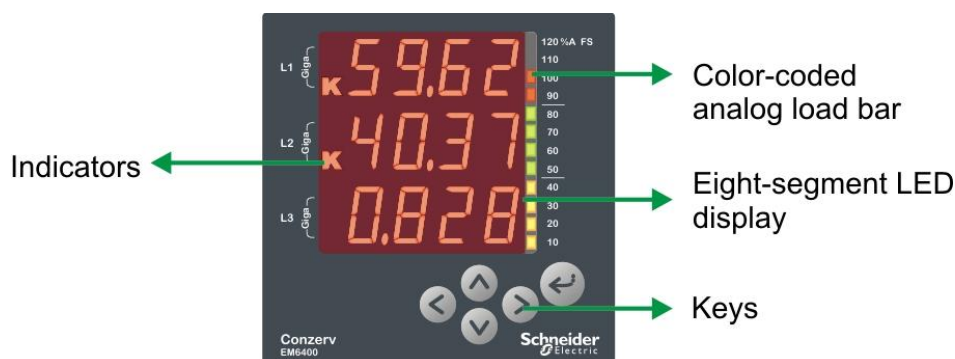 59.62
K
L1
Giga
40.37
K
L2
Giga
0.828
L3
Giga
120 %A FS
110
100
90
80
70
60
50
40
30
20
10
Indicators
Color-coded
analog load bar
Eight-segment LED
display
Keys
Conzerv
EM6400
Schneider
Electric